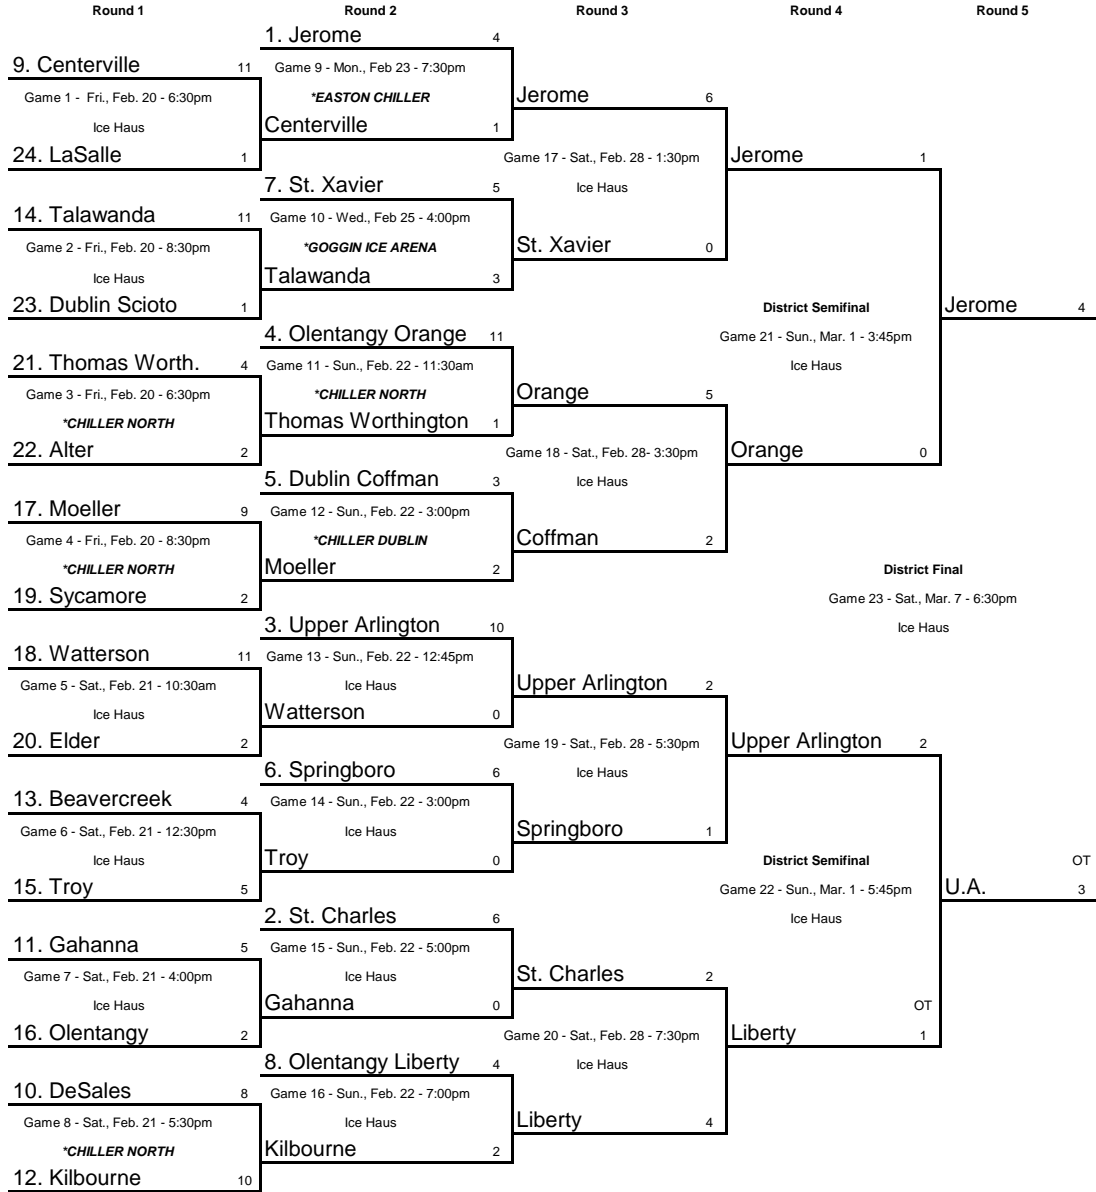 Round 1
Round 2
Round 3
Round 4
Round 5
9. Centerville 11
Game 1 - Fri., Feb. 20 - 6:30pm
Ice Haus
24. LaSalle 1
14. Talawanda 11
Game 2 - Fri., Feb. 20 - 8:30pm
Ice Haus
23. Dublin Scioto 1
21. Thomas Worth. 4
Game 3 - Fri., Feb. 20 - 6:30pm
*CHILLER NORTH
22. Alter 2
17. Moeller 9
Game 4 - Fri., Feb. 20 - 8:30pm
*CHILLER NORTH
19. Sycamore 2
18. Watterson 11
Game 5 - Sat., Feb. 21 - 10:30am
Ice Haus
20. Elder 2
13. Beavercreek 4
Game 6 - Sat., Feb. 21 - 12:30pm
Ice Haus
15. Troy 5
11. Gahanna 5
Game 7 - Sat., Feb. 21 - 4:00pm
Ice Haus
16. Olentangy 2
10. DeSales 8
Game 8 - Sat., Feb. 21 - 5:30pm
*CHILLER NORTH
12. Kilbourne 10
1. Jerome 4
Game 9 - Mon., Feb 23 - 7:30pm
*EASTON CHILLER
Centerville 1
7. St. Xavier 5
Game 10 - Wed., Feb 25 - 4:00pm
*GOGGIN ICE ARENA
Talawanda 3
4. Olentangy Orange 11
Game 11 - Sun., Feb. 22 - 11:30am
*CHILLER NORTH
Thomas Worthington 1
5. Dublin Coffman 3
Game 12 - Sun., Feb. 22 - 3:00pm
*CHILLER DUBLIN
Moeller 2
3. Upper Arlington 10
Game 13 - Sun., Feb. 22 - 12:45pm
Ice Haus
Watterson 0
6. Springboro 6
Game 14 - Sun., Feb. 22 - 3:00pm
Ice Haus
Troy 0
2. St. Charles 6
Game 15 - Sun., Feb. 22 - 5:00pm
Ice Haus
Gahanna 0
8. Olentangy Liberty 4
Game 16 - Sun., Feb. 22 - 7:00pm
Ice Haus
Kilbourne 2
Jerome 6
Game 17 - Sat., Feb. 28 - 1:30pm
Ice Haus
St. Xavier 0
Orange 5
Game 18 - Sat., Feb. 28- 3:30pm
Ice Haus
Coffman 2
Upper Arlington 2
Game 19 - Sat., Feb. 28 - 5:30pm
Ice Haus
Springboro 1
St. Charles 2
Game 20 - Sat., Feb. 28 - 7:30pm
Ice Haus
Liberty 4
Jerome 1
District Semifinal
Game 21 - Sun., Mar. 1 - 3:45pm
Ice Haus
Orange 0
Upper Arlington 2
District Semifinal
Game 22 - Sun., Mar. 1 - 5:45pm
Ice Haus
OT
Liberty 1
Jerome 4
District Final
Game 23 - Sat., Mar. 7 - 6:30pm
Ice Haus
OT
U.A. 3